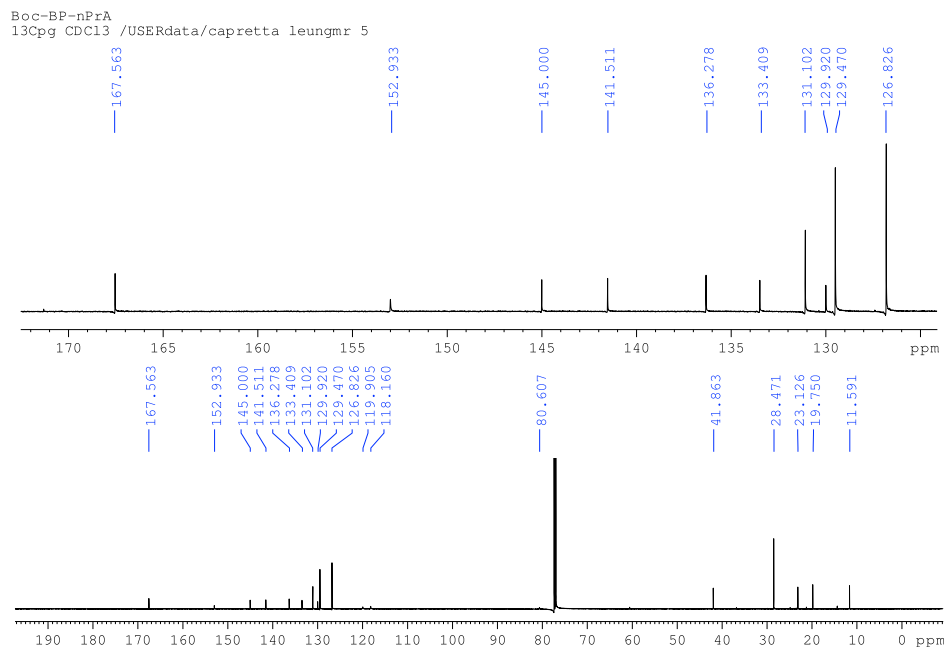 Boc-BP-nPrA
13Cpg CDCl3 /USERdata/capretta leungmr 5
167.563 152.933 145.000 141.511 136.278 133.409 131.102 129.920 129.470 126.826
170 165 160 155 150 145 140 135 130 ppm
167.563 152.933 145.000 141.511 136.278 133.409 131.102 129.920 129.470 126.826 119.905 118.160 80.607 41.863 28.471 23.126 19.750 11.591
190 180 170 160 150 140 130 120 110 100 90 80 70 60 50 40 30 20 10 0 ppm